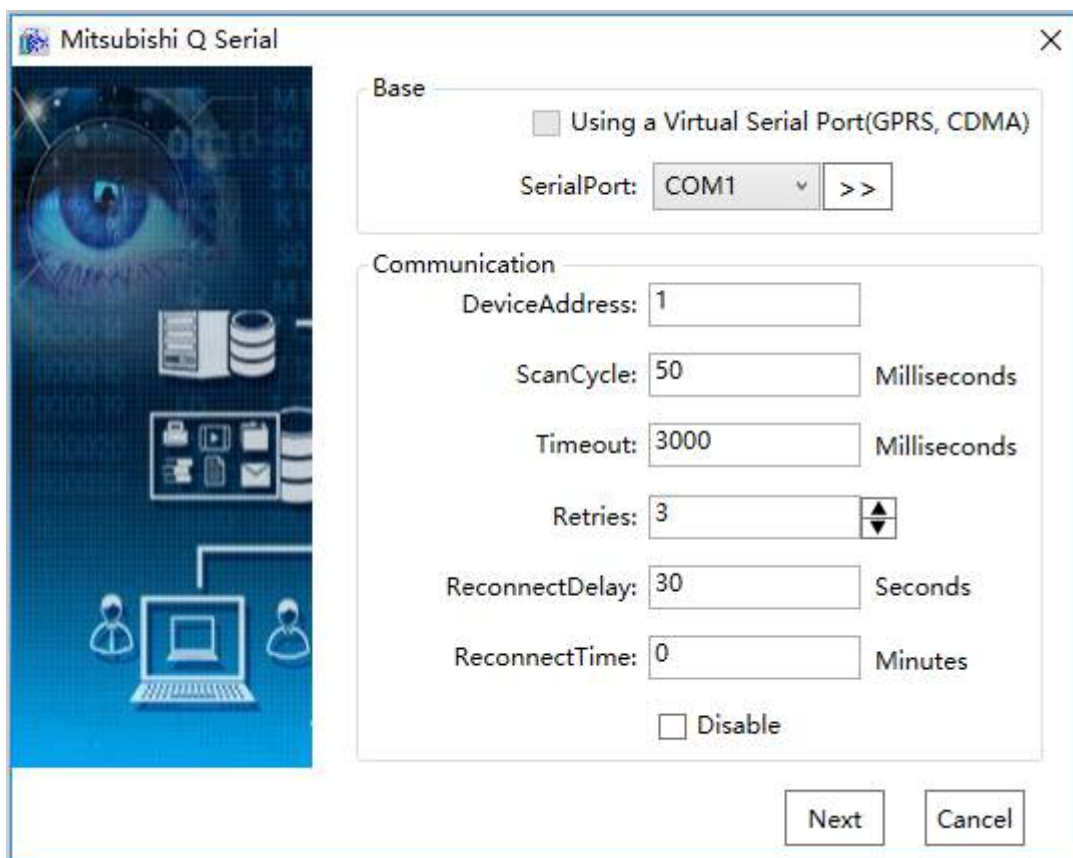 Mitsubishi Q Serial
Base
Using a Virtual Serial Port(GPRS, CDMA)
SerialPort: COM1 >>
Communication
DeviceAddress: 1
ScanCycle: 50 Milliseconds
Timeout: 3000 Milliseconds
Retries: 3
ReconnectDelay: 30 Seconds
ReconnectTime: 0 Minutes
Disable
Next Cancel